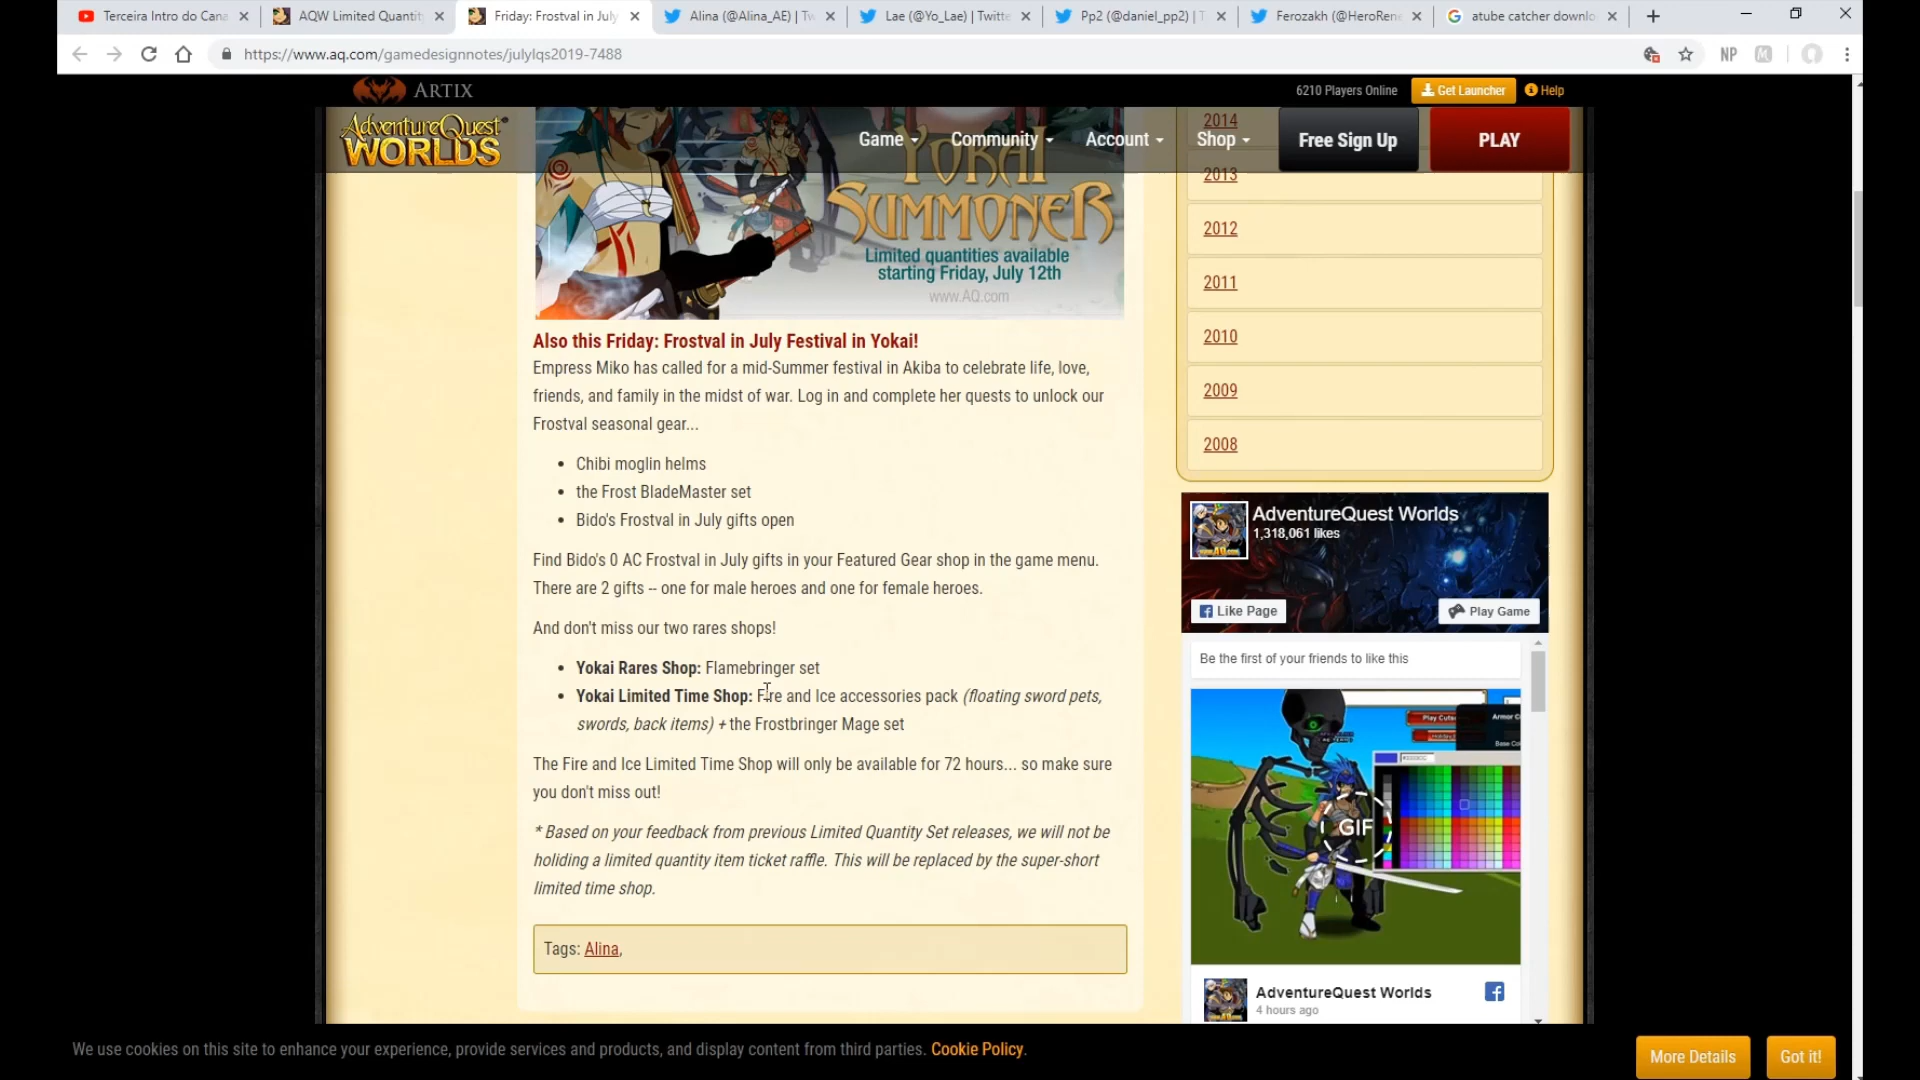 Terceira Intro do Cana
AQW Limited Quantit
Friday: Frostval in July
Alina (@Alina_AE) | Tw
Lae (@Yo_Lae) | Twitte
Pp2 (@daniel_pp2) | T
Ferozakh (@HeroRene
atube catcher downlo
https://www.aq.com/gamedesignnotes/julylqs2019-7488
NP
ARTIX
6210 Players Online
Get Launcher
Help
AdventureQuest
WORLDS
Game
Community
Account
Shop
Free Sign Up
PLAY
YOKAI
SUMMONER
Limited quantities available
starting Friday, July 12th
www.AQ.com
Also this Friday: Frostval in July Festival in Yokai!
Empress Miko has called for a mid-Summer festival in Akiba to celebrate life, love,
friends, and family in the midst of war. Log in and complete her quests to unlock our
Frostval seasonal gear...
• Chibi moglin helms
• the Frost BladeMaster set
• Bido's Frostval in July gifts open
Find Bido's 0 AC Frostval in July gifts in your Featured Gear shop in the game menu.
There are 2 gifts -- one for male heroes and one for female heroes.
And don't miss our two rares shops!
• Yokai Rares Shop: Flamebringer set
• Yokai Limited Time Shop: Fire and Ice accessories pack (floating sword pets,
swords, back items) + the Frostbringer Mage set
The Fire and Ice Limited Time Shop will only be available for 72 hours... so make sure
you don't miss out!
* Based on your feedback from previous Limited Quantity Set releases, we will not be
holiding a limited quantity item ticket raffle. This will be replaced by the super-short
limited time shop.
Tags: Alina,
2014
2013
2012
2011
2010
2009
2008
AdventureQuest Worlds
1,318,061 likes
Like Page
Play Game
Be the first of your friends to like this
GIF
AdventureQuest Worlds
4 hours ago
We use cookies on this site to enhance your experience, provide services and products, and display content from third parties. Cookie Policy.
More Details
Got it!